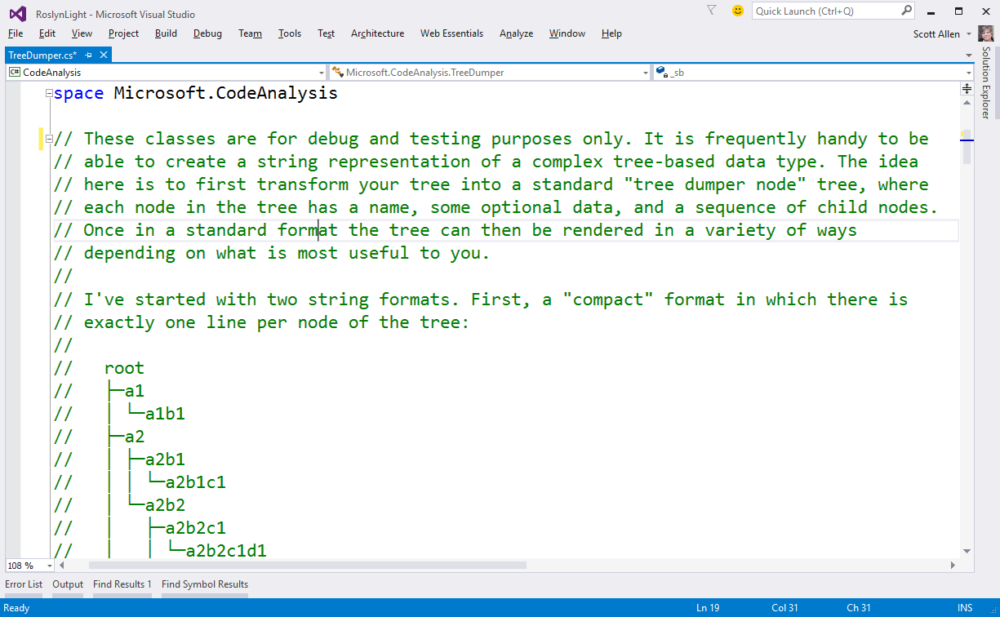 RoslynLight - Microsoft Visual Studio
Quick Launch (Ctrl+Q)
File Edit View Project Build Debug Team Tools Test Architecture Web Essentials Analyze Window Help
Scott Allen
TreeDumper.cs*
Solution Explorer
C# CodeAnalysis
Microsoft.CodeAnalysis.TreeDumper
_sb
space Microsoft.CodeAnalysis
// These classes are for debug and testing purposes only. It is frequently handy to be
// able to create a string representation of a complex tree-based data type. The idea
// here is to first transform your tree into a standard "tree dumper node" tree, where
// each node in the tree has a name, some optional data, and a sequence of child nodes.
// Once in a standard format the tree can then be rendered in a variety of ways
// depending on what is most useful to you.
//
// I've started with two string formats. First, a "compact" format in which there is
// exactly one line per node of the tree:
//
//   root
//   ├─a1
//   │ └─a1b1
//   ├─a2
//   │ ├─a2b1
//   │ │ └─a2b1c1
//   │ └─a2b2
//   │   ├─a2b2c1
//   │   │ └─a2b2c1d1
108 %
Error List Output Find Results 1 Find Symbol Results
Ready Ln 19 Col 31 Ch 31 INS